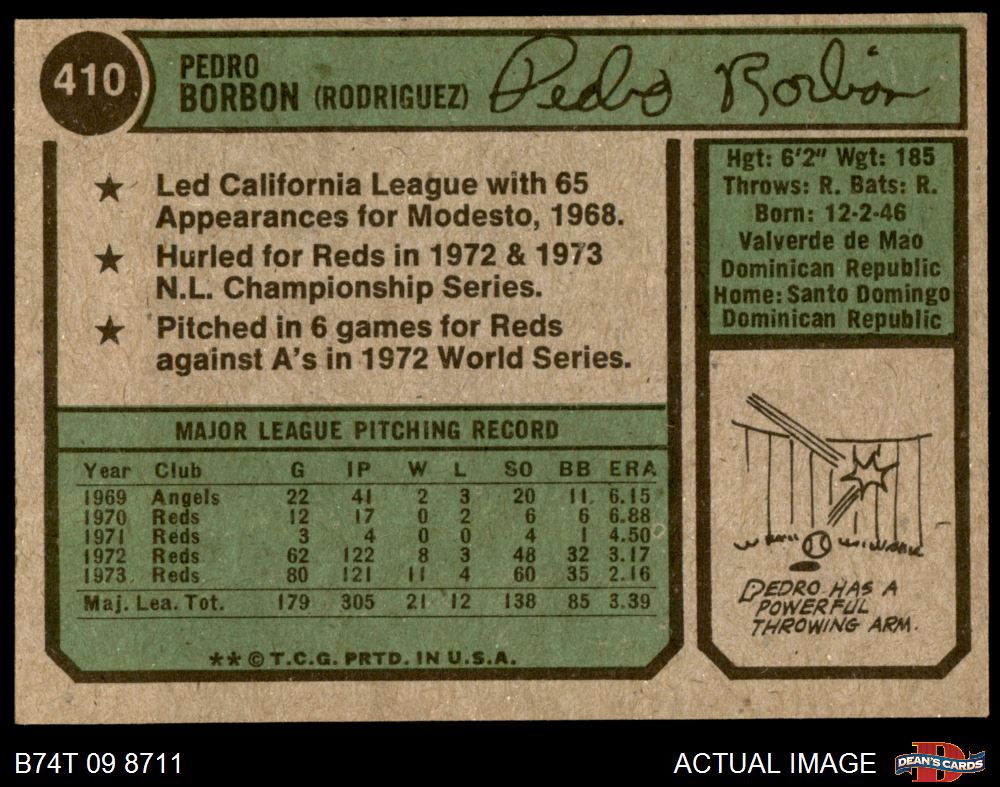 410
PEDRO
BORBON (RODRIGUEZ)
Pedro Borbon
★ Led California League with 65
Appearances for Modesto, 1968.
★ Hurled for Reds in 1972 & 1973
N.L. Championship Series.
★ Pitched in 6 games for Reds
against A's in 1972 World Series.
Hgt: 6'2" Wgt: 185
Throws: R. Bats: R.
Born: 12-2-46
Valverde de Mao
Dominican Republic
Home: Santo Domingo
Dominican Republic
MAJOR LEAGUE PITCHING RECORD
Year Club G IP W L SO BB ERA
1969 Angels 22 41 2 3 20 11 6.15
1970 Reds 12 17 0 2 6 6 6.88
1971 Reds 3 4 0 0 4 1 4.50
1972 Reds 62 122 8 3 48 32 3.17
1973 Reds 80 121 11 4 60 35 2.16
Maj. Lea. Tot. 179 305 21 12 138 85 3.39
** © T.C.G. PRTD. IN U.S.A.
PEDRO HAS A
POWERFUL
THROWING ARM.
B74T 09 8711
ACTUAL IMAGE
D
DEAN'S CARDS